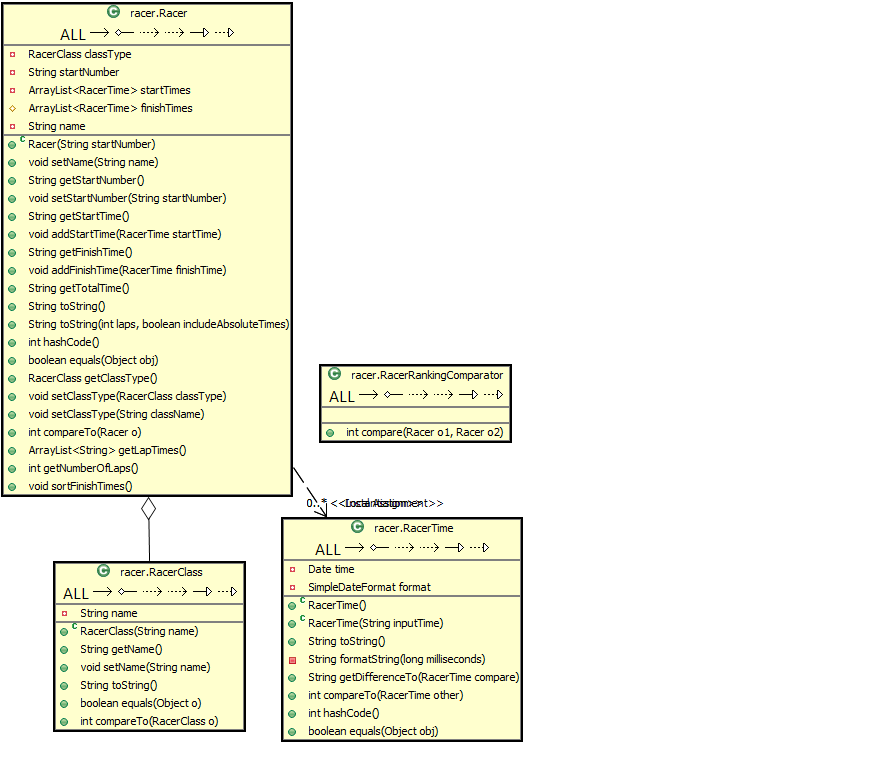 racer.Racer
ALL
RacerClass classType
String startNumber
ArrayList<RacerTime> startTimes
ArrayList<RacerTime> finishTimes
String name
Racer(String startNumber)
void setName(String name)
String getStartNumber()
void setStartNumber(String startNumber)
String getStartTime()
void addStartTime(RacerTime startTime)
String getFinishTime()
void addFinishTime(RacerTime finishTime)
String getTotalTime()
String toString()
String toString(int laps, boolean includeAbsoluteTimes)
int hashCode()
boolean equals(Object obj)
RacerClass getClassType()
void setClassType(RacerClass classType)
void setClassType(String className)
int compareTo(Racer o)
ArrayList<String> getLapTimes()
int getNumberOfLaps()
void sortFinishTimes()
racer.RacerRankingComparator
ALL
int compare(Racer o1, Racer o2)
0..*
racer.RacerClass
ALL
String name
RacerClass(String name)
String getName()
void setName(String name)
String toString()
boolean equals(Object o)
int compareTo(RacerClass o)
racer.RacerTime
ALL
Date time
SimpleDateFormat format
RacerTime()
RacerTime(String inputTime)
String toString()
String formatString(long milliseconds)
String getDifferenceTo(RacerTime compare)
int compareTo(RacerTime other)
int hashCode()
boolean equals(Object obj)